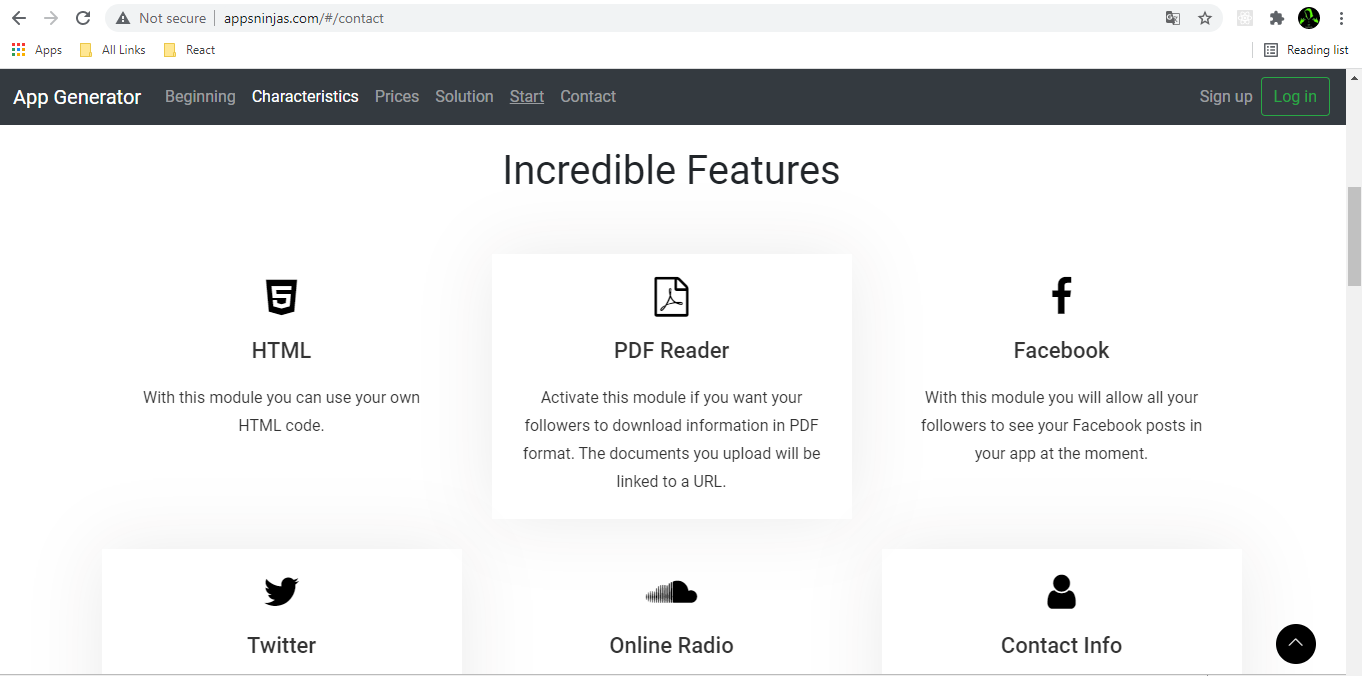 Not secure | appsninjas.com/#/contact
Apps All Links React Reading list
App Generator Beginning Characteristics Prices Solution Start Contact Sign up Log in
Incredible Features
HTML
With this module you can use your own
HTML code.
PDF Reader
Activate this module if you want your
followers to download information in PDF
format. The documents you upload will be
linked to a URL.
Facebook
With this module you will allow all your
followers to see your Facebook posts in
your app at the moment.
Twitter
Online Radio
Contact Info